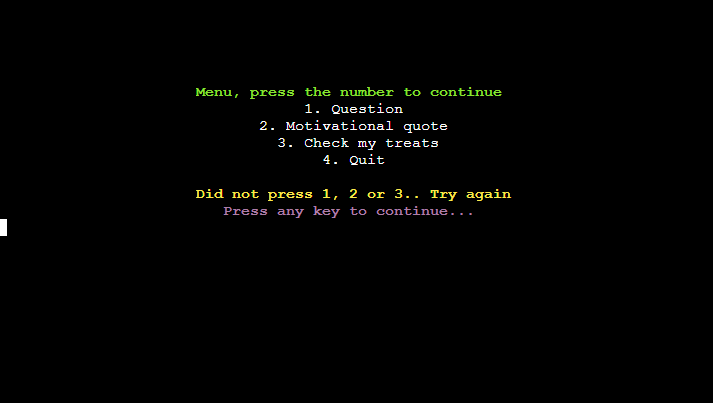 Menu, press the number to continue
1. Question
2. Motivational quote
3. Check my treats
4. Quit
Did not press 1, 2 or 3.. Try again
Press any key to continue...